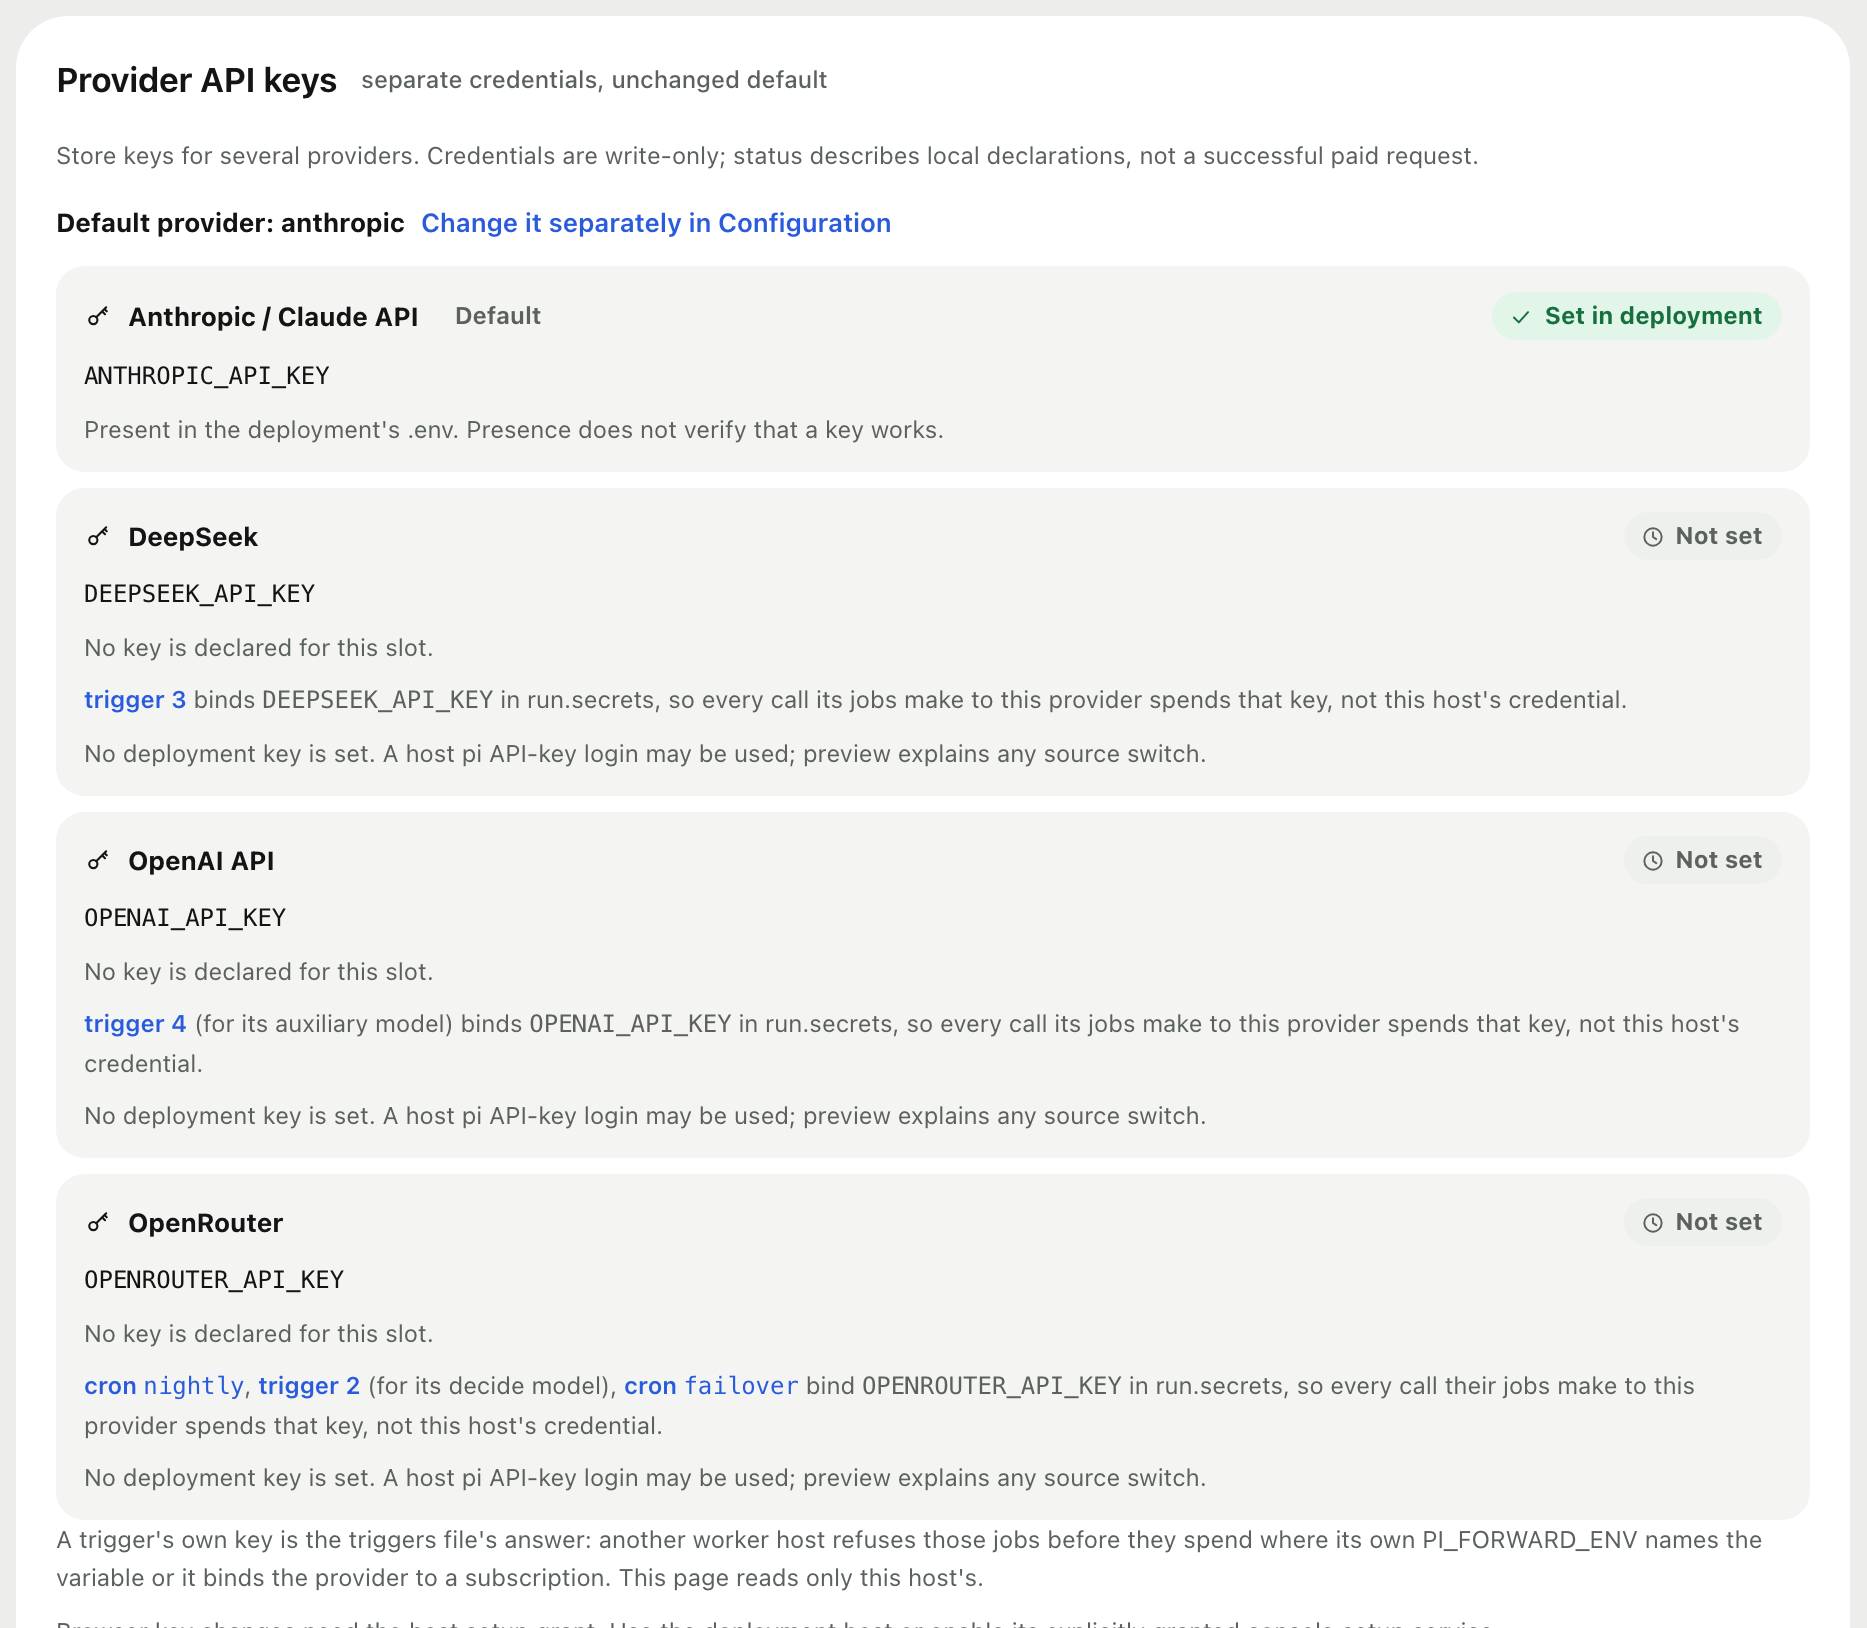 Provider API keys separate credentials, unchanged default
Store keys for several providers. Credentials are write-only; status describes local declarations, not a successful paid request.
Default provider: anthropic Change it separately in Configuration
Anthropic / Claude API Default Set in deployment
ANTHROPIC_API_KEY
Present in the deployment's .env. Presence does not verify that a key works.
DeepSeek Not set
DEEPSEEK_API_KEY
No key is declared for this slot.
trigger 3 binds DEEPSEEK_API_KEY in run.secrets, so every call its jobs make to this provider spends that key, not this host's credential.
No deployment key is set. A host pi API-key login may be used; preview explains any source switch.
OpenAI API Not set
OPENAI_API_KEY
No key is declared for this slot.
trigger 4 (for its auxiliary model) binds OPENAI_API_KEY in run.secrets, so every call its jobs make to this provider spends that key, not this host's
credential.
No deployment key is set. A host pi API-key login may be used; preview explains any source switch.
OpenRouter Not set
OPENROUTER_API_KEY
No key is declared for this slot.
cron nightly, trigger 2 (for its decide model), cron failover bind OPENROUTER_API_KEY in run.secrets, so every call their jobs make to this
provider spends that key, not this host's credential.
No deployment key is set. A host pi API-key login may be used; preview explains any source switch.
A trigger's own key is the triggers file's answer: another worker host refuses those jobs before they spend where its own PI_FORWARD_ENV names the
variable or it binds the provider to a subscription. This page reads only this host's.